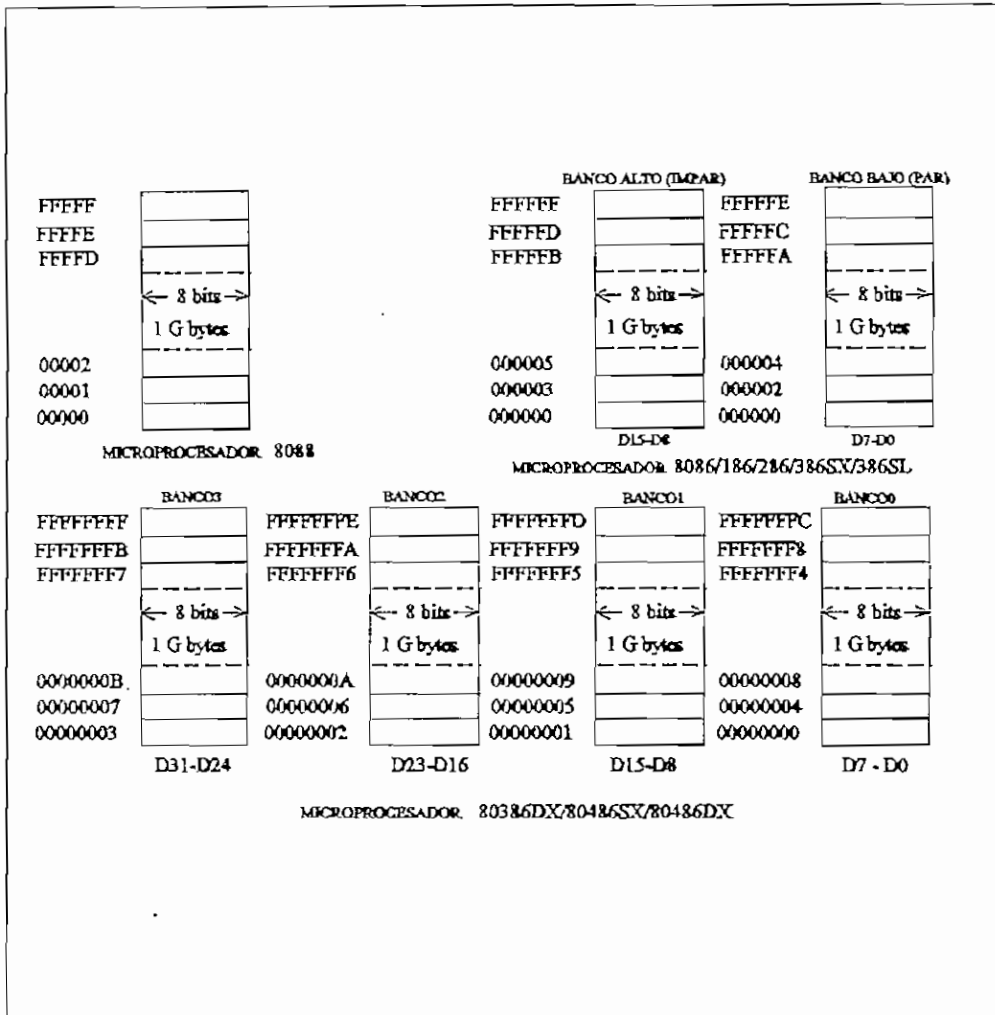 BANCO ALTO (IMPAR)
BANCO BAJO (PAR)
FFFFF
FFFFE
FFFFD
8 bits
1 G bytes
00002
00001
00000
MICROPROCESADOR 8088
FFFFFF
FFFFFD
FFFFFB
8 bits
1 G bytes
000005
000003
000000
D15-D8
FFFFFE
FFFFFC
FFFFFA
8 bits
1 G bytes
000004
000002
000000
D7-D0
MICROPROCESADOR 8086/186/286/386SX/386SL
BANCO3
FFFFFFFF
FFFFFFFB
FFFFFFF7
8 bits
1 G bytes
0000000B
00000007
00000003
D31-D24
BANCO2
FFFFFFFE
FFFFFFFA
FFFFFFF6
8 bits
1 G bytes
0000000A
00000006
00000002
D23-D16
BANCO1
FFFFFFFD
FFFFFFF9
FFFFFFF5
8 bits
1 G bytes
00000009
00000005
00000001
D15-D8
BANCO0
FFFFFFFC
FFFFFFF8
FFFFFFF4
8 bits
1 G bytes
00000008
00000004
00000000
D7 - D0
MICROPROCESADOR 80386DX/80486SX/80486DX